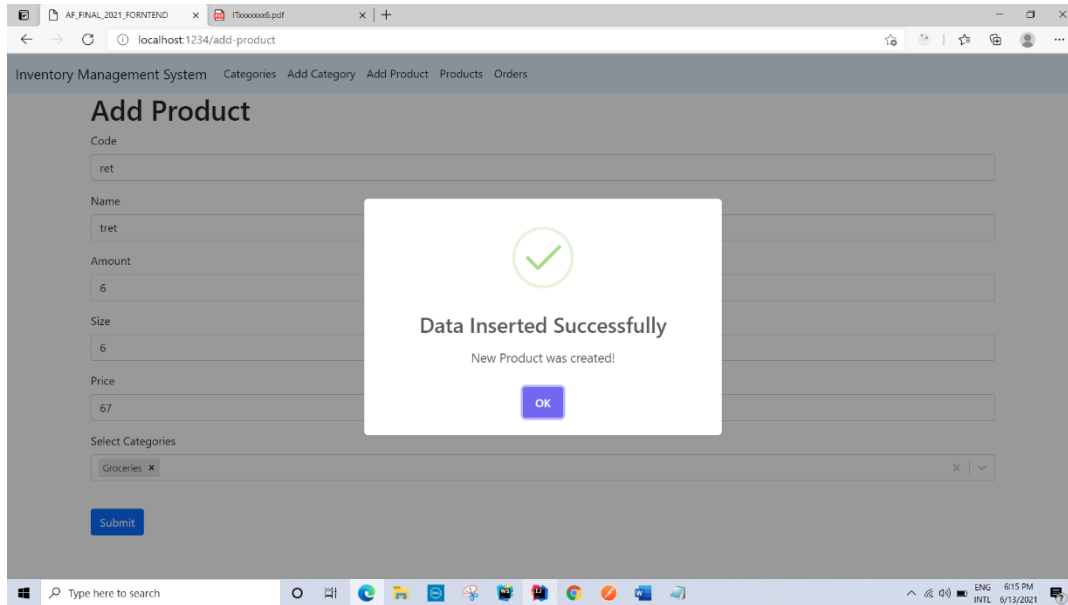 AF_FINAL_2021_FORNTEND
ITxxxxxxx6.pdf
localhost:1234/add-product
Inventory Management System Categories Add Category Add Product Products Orders
Add Product
Code
ret
Name
tret
Amount
6
Size
6
Price
67
Select Categories
Groceries
Submit
Data Inserted Successfully
New Product was created!
OK
Type here to search
ENG 6:15 PM
INTL 6/13/2021